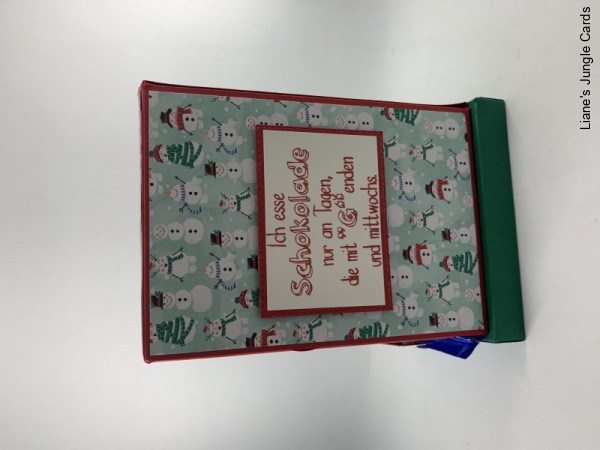 Ich esse
Schokolade
nur an Tagen,
die mit „G“ enden
und mittwochs.
Liane's Jungle Cards